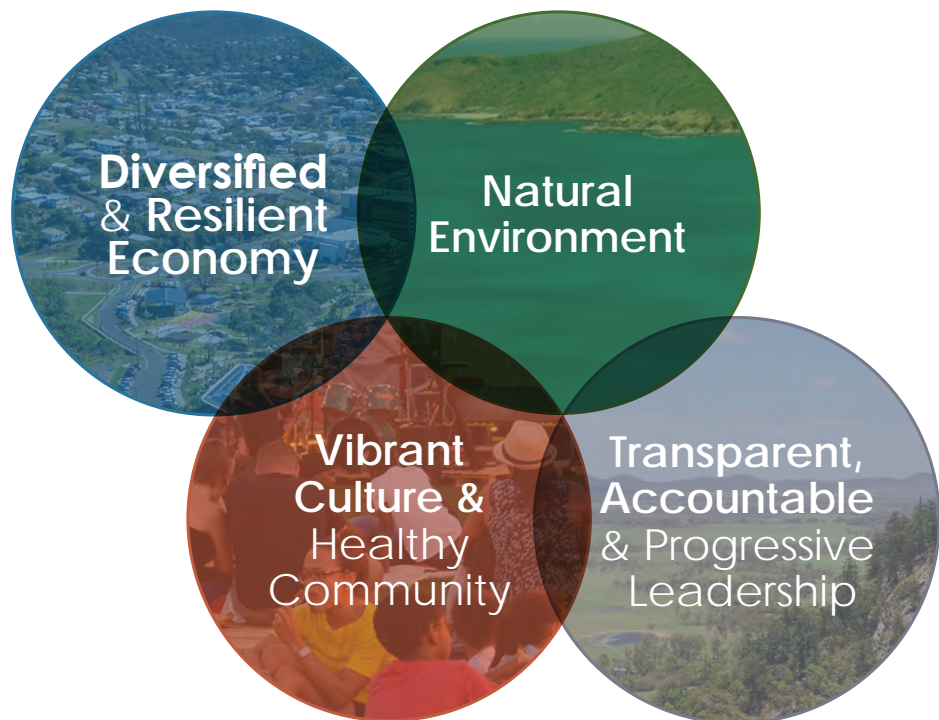 Diversified
& Resilient
Economy
Natural
Environment
Vibrant
Culture &
Healthy
Community
Transparent,
Accountable
& Progressive
Leadership